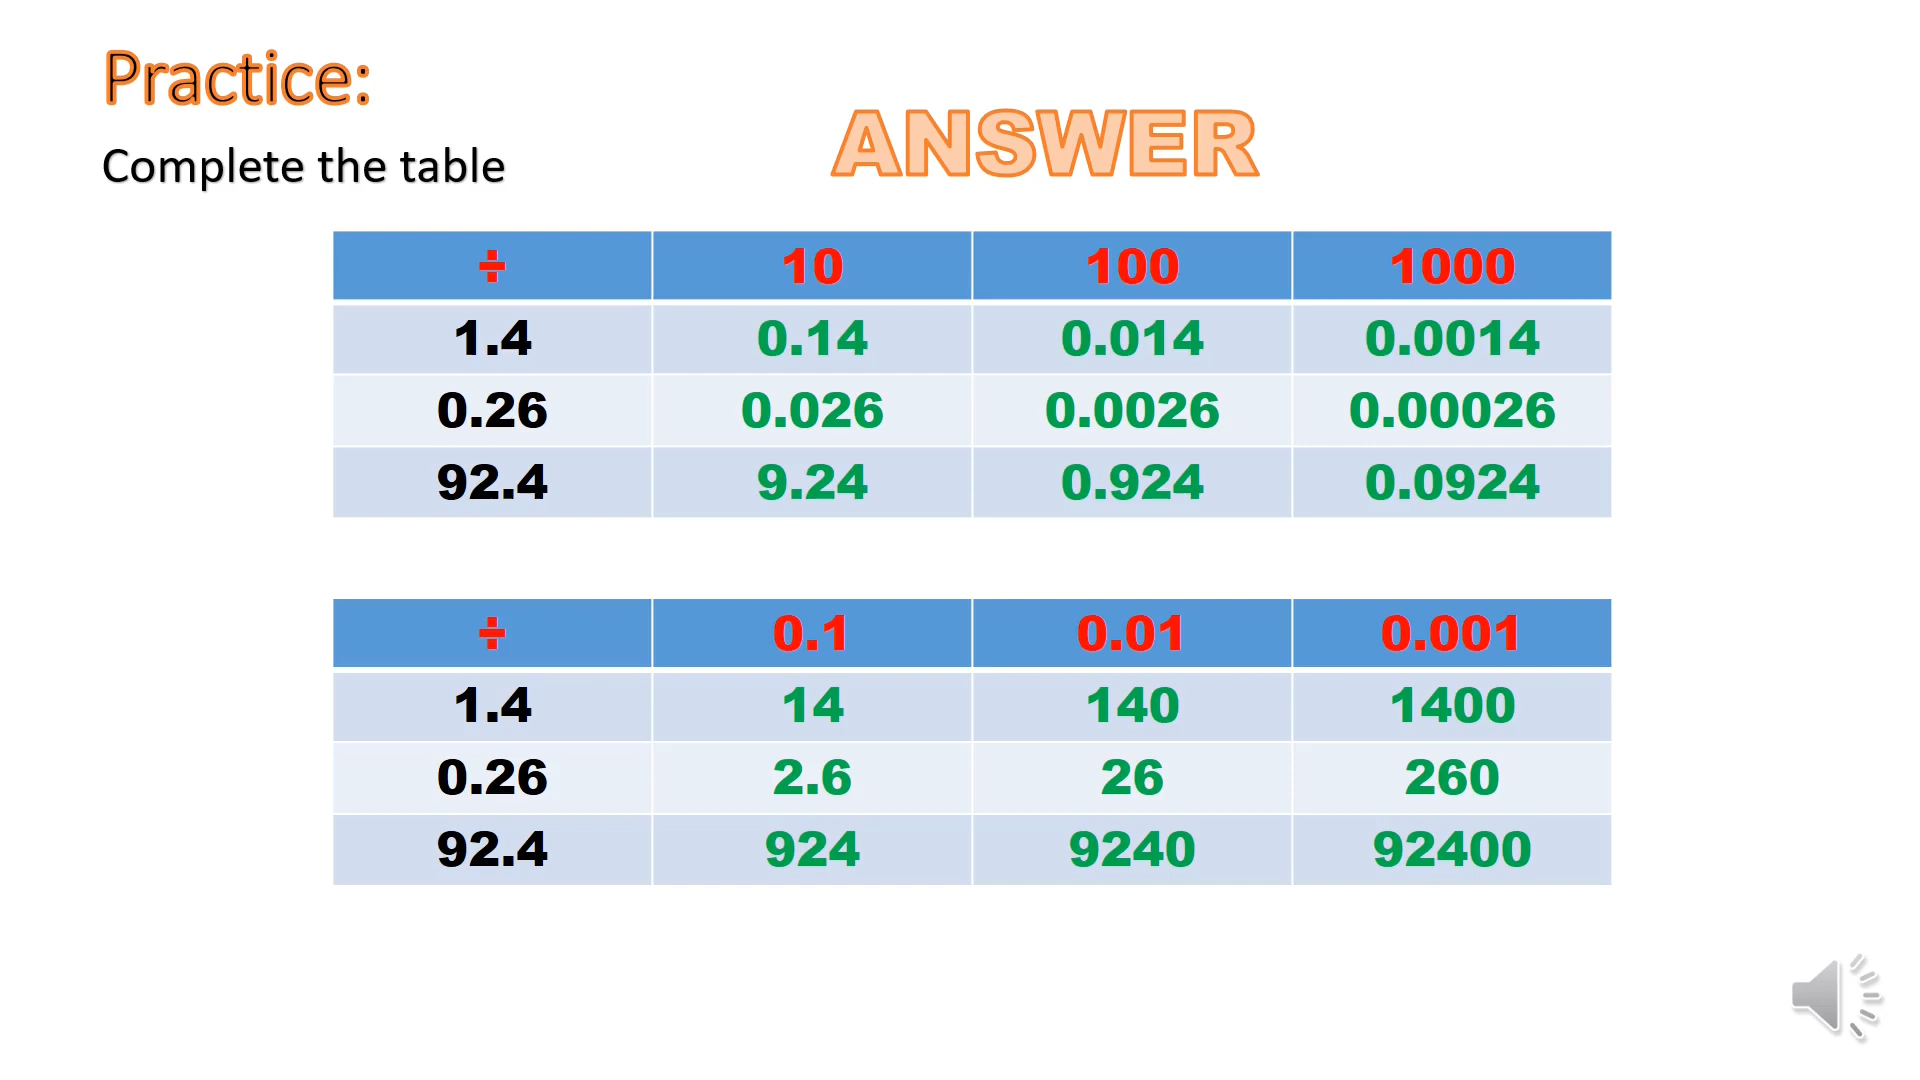 Practice:
ANSWER
Complete the table
÷ 10 100 1000
1.4 0.14 0.014 0.0014
0.26 0.026 0.0026 0.00026
92.4 9.24 0.924 0.0924
÷ 0.1 0.01 0.001
1.4 14 140 1400
0.26 2.6 26 260
92.4 924 9240 92400